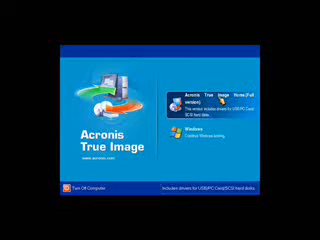 Acronis True Image Home (Full
version)
This version includes drivers for USB/PC Card/
SCSI hard disks.
Windows
Continue Windows booting.
Acronis
True Image
www.acronis.com
Turn Off Computer
Includes drivers for USB/PC Card/SCSI hard disks.